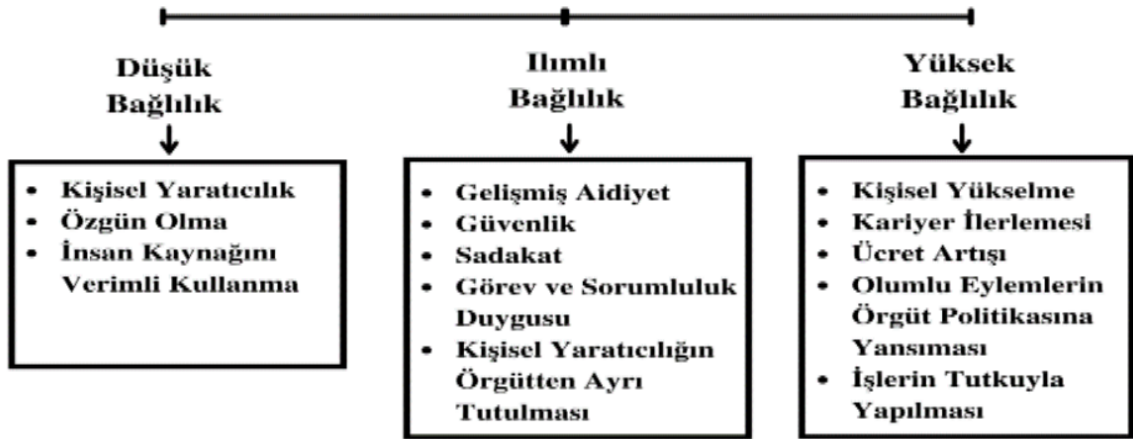 Düşük
Bağlılık
• Kişisel Yaratıcılık
• Özgün Olma
• İnsan Kaynağını
Verimli Kullanma
Ilımlı
Bağlılık
• Gelişmiş Aidiyet
• Güvenlik
• Sadakat
• Görev ve Sorumluluk
Duygusu
• Kişisel Yaratıcılığın
Örgütten Ayrı
Tutulması
Yüksek
Bağlılık
• Kişisel Yükselme
• Kariyer İlerlemesi
• Ücret Artışı
• Olumlu Eylemlerin
Örgüt Politikasına
Yansıması
• İşlerin Tutkuyla
Yapılması